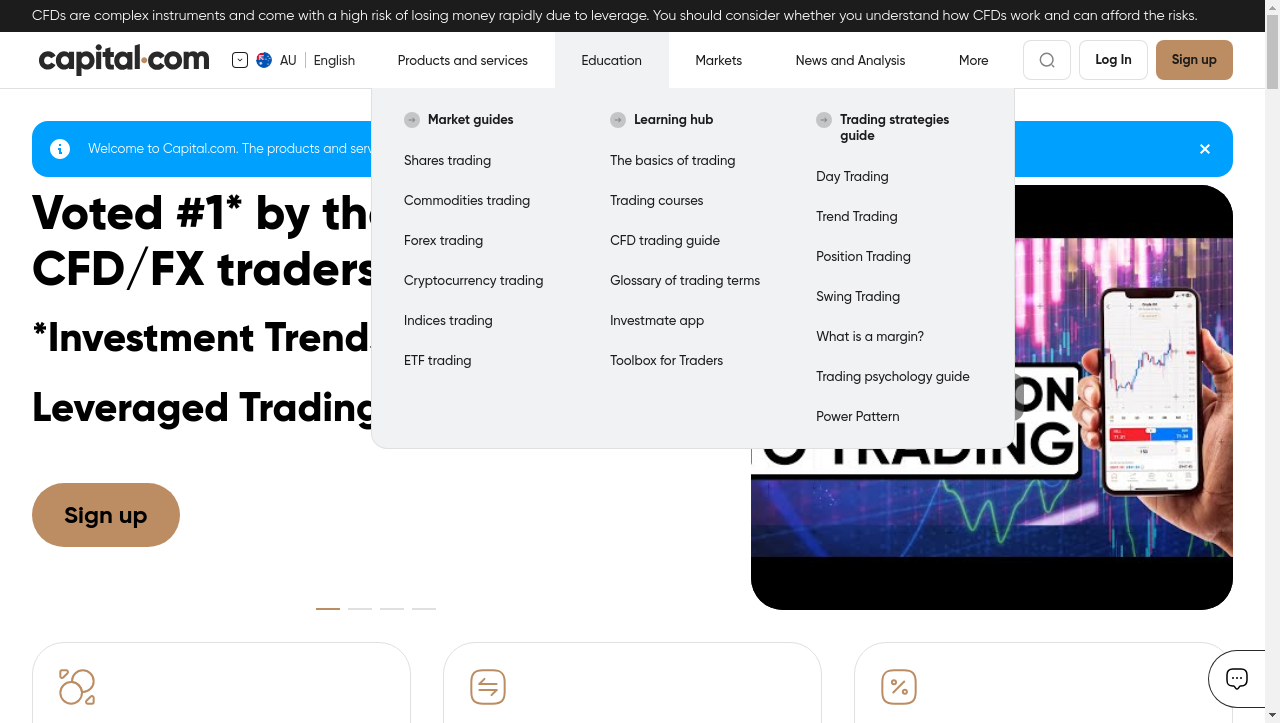 CFDs are complex instruments and come with a high risk of losing money rapidly due to leverage. You should consider whether you understand how CFDs work and can afford the risks.
capital.com AU English Products and services Education Markets News and Analysis More Log In Sign up
Market guides
Shares trading
Commodities trading
Forex trading
Cryptocurrency trading
Indices trading
ETF trading
Learning hub
The basics of trading
Trading courses
CFD trading guide
Glossary of trading terms
Investmate app
Toolbox for Traders
Trading strategies
guide
Day Trading
Trend Trading
Position Trading
Swing Trading
What is a margin?
Trading psychology guide
Power Pattern
Welcome to Capital.com. The products and
Voted #1* by
CFD/FX traders
*Investment
Leveraged Trading
Sign up
TRADING